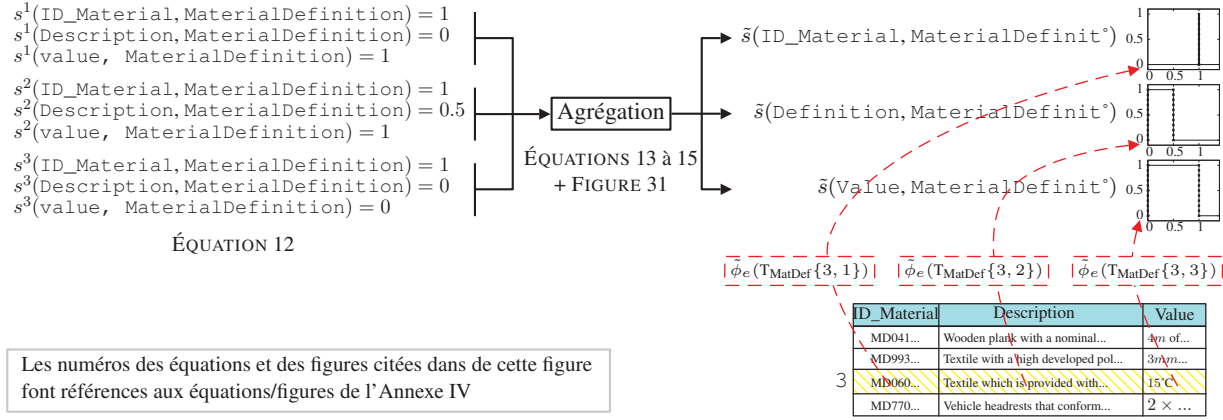 s¹(ID_Material, MaterialDefinition) = 1
s¹(Description, MaterialDefinition) = 0
s¹(value, MaterialDefinition) = 1
s²(ID_Material, MaterialDefinition) = 1
s²(Description, MaterialDefinition) = 0.5
s²(value, MaterialDefinition) = 1
s³(ID_Material, MaterialDefinition) = 1
s³(Description, MaterialDefinition) = 0
s³(value, MaterialDefinition) = 0
ÉQUATION 12
Agrégation
ÉQUATIONS 13 à 15
+ FIGURE 31
s̃(ID_Material, MaterialDefinit°)
1
0.5
0
0 0.5 1
s̃(Definition, MaterialDefinit°)
1
0.5
0
0 0.5 1
s̃(Value, MaterialDefinit°)
1
0.5
0
0 0.5 1
φ̃ₑ(T_MatDef{3, 1}) φ̃ₑ(T_MatDef{3, 2}) φ̃ₑ(T_MatDef{3, 3})
ID_Material Description Value
MD041... Wooden plank with a nominal... 4m of...
MD993... Textile with a high developed pol... 3mm...
3 MD060... Textile which is provided with... 15°C
MD770... Vehicle headrests that conform... 2 × ...
Les numéros des équations et des figures citées dans de cette figure
font références aux équations/figures de l'Annexe IV